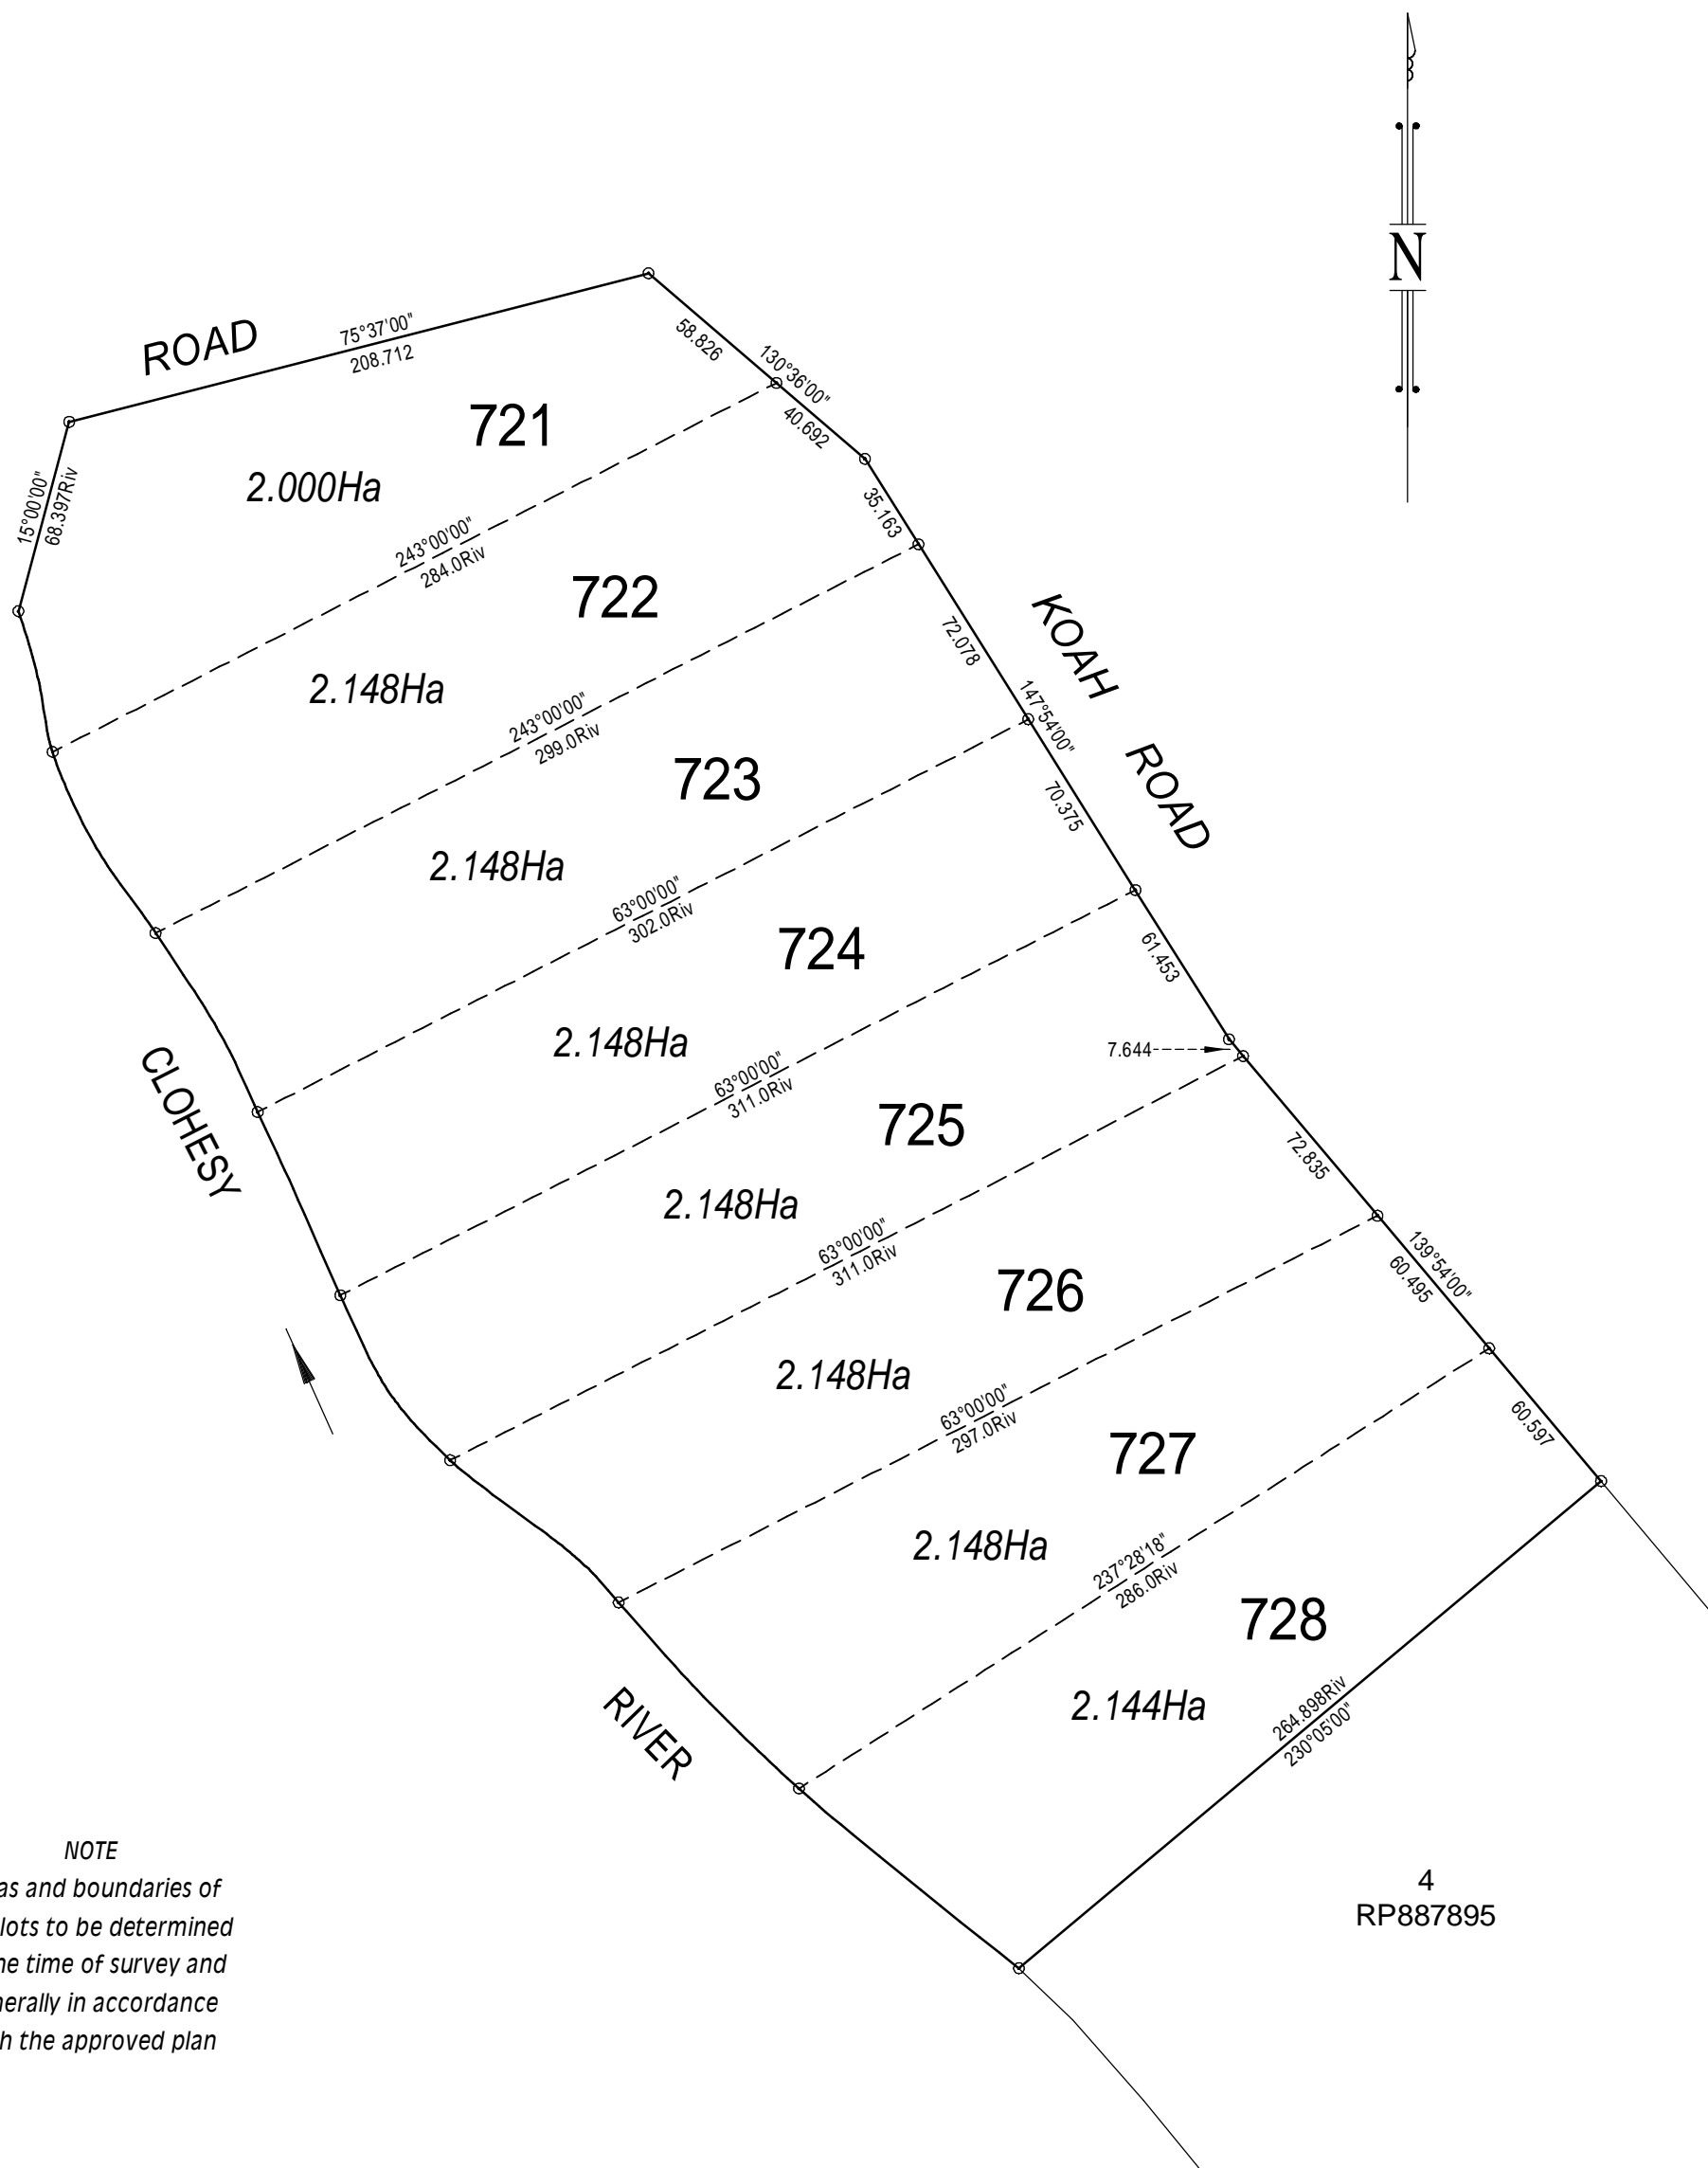 N
ROAD
75°37'00"
208.712
58.826
130°36'00"
40.692
721
2.000Ha
15°00'00"
68.397Riv
243°00'00"
284.0Riv
35.163
722
2.148Ha
KOAH ROAD
72.078
147°54'00"
243°00'00"
299.0Riv
723
2.148Ha
70.375
63°00'00"
302.0Riv
724
2.148Ha
61.453
7.644
CLOHESY
63°00'00"
311.0Riv
725
2.148Ha
72.835
63°00'00"
311.0Riv
726
2.148Ha
139°54'00"
60.495
63°00'00"
297.0Riv
727
2.148Ha
60.597
237°28'18"
286.0Riv
728
2.144Ha
264.898Riv
230°05'00"
RIVER
4
RP887895
NOTE
and boundaries of
lots to be determined
time of survey and
in accordance
the approved plan